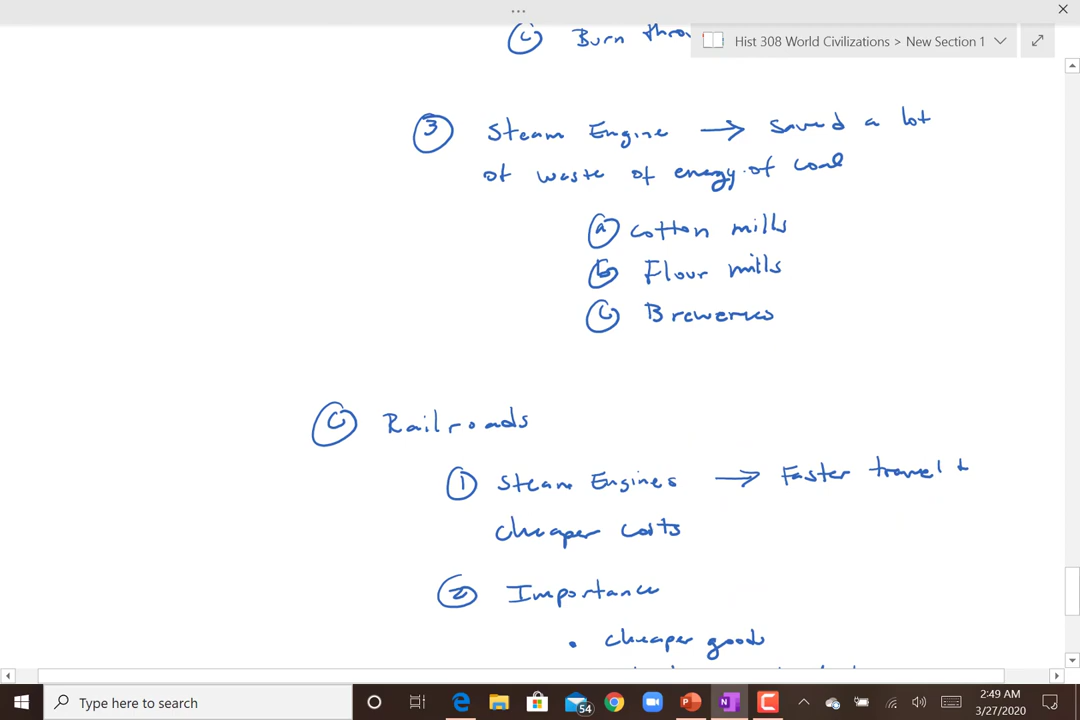 ...
Hist 308 World Civilizations > New Section 1
c Burn
3 Steam Engine → saved a lot
of waste of energy of coal
a cotton mills
b Flour mills
c Breweries
C Railroads
1 Steam Engines → Faster travel +
cheaper costs
2 Importance
• cheaper goods
Type here to search
54
2:49 AM
3/27/2020